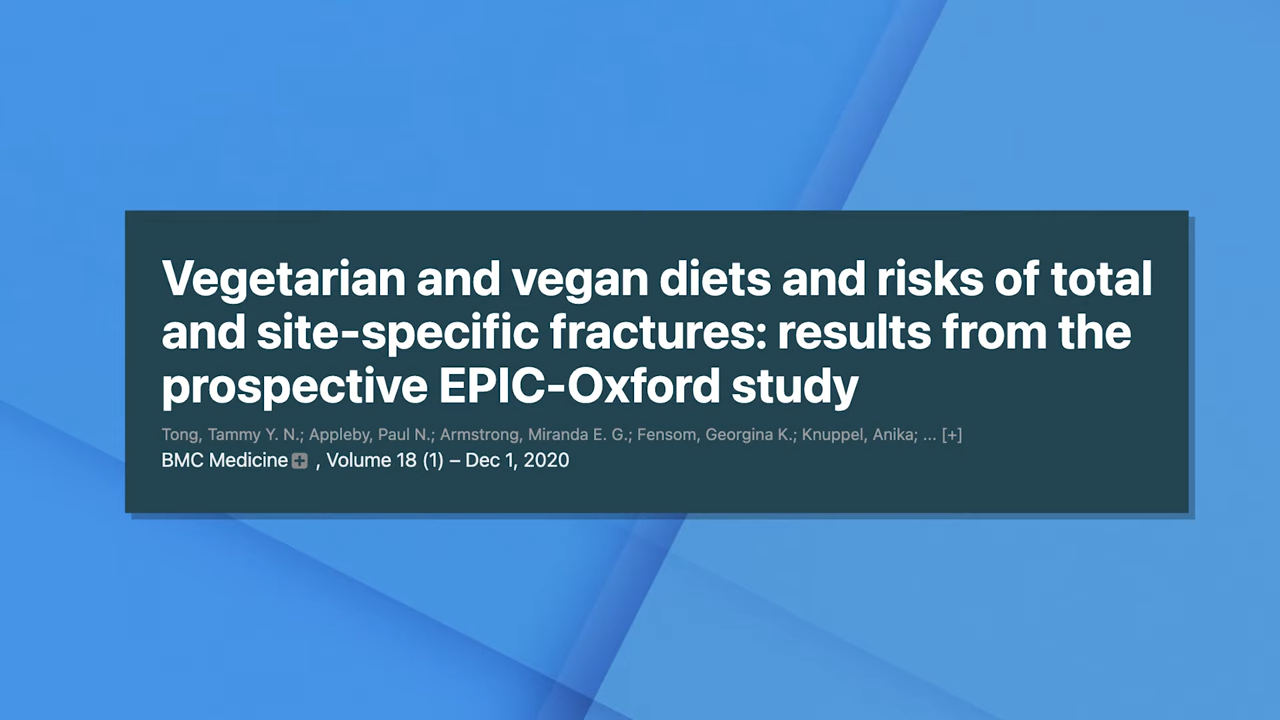 Vegetarian and vegan diets and risks of total
and site-specific fractures: results from the
prospective EPIC-Oxford study
Tong, Tammy Y. N.; Appleby, Paul N.; Armstrong, Miranda E. G.; Fensom, Georgina K.; Knuppel, Anika; ... [+]
BMC Medicine , Volume 18 (1) – Dec 1, 2020